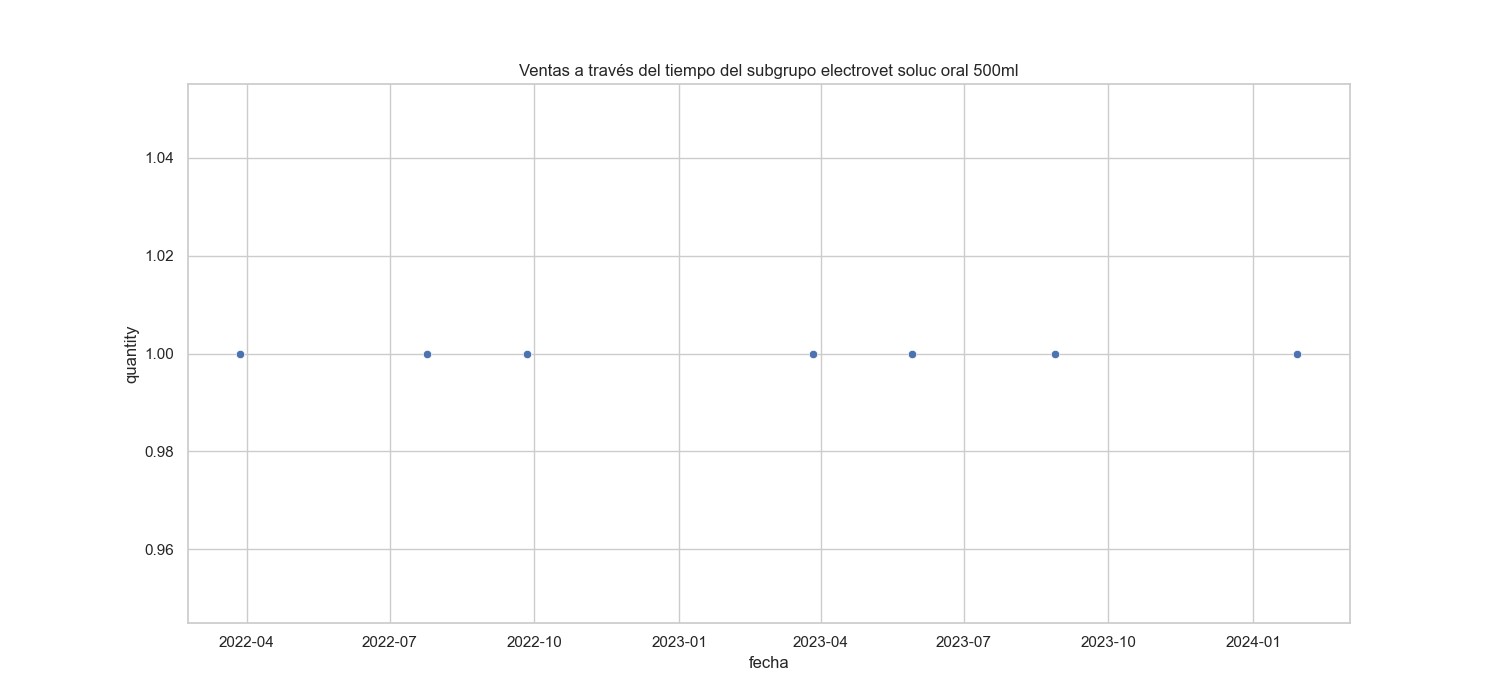 Ventas a través del tiempo del subgrupo electrovet soluc oral 500ml
1.04
1.02
1.00
0.98
0.96
quantity
2022-04 2022-07 2022-10 2023-01 2023-04 2023-07 2023-10 2024-01
fecha